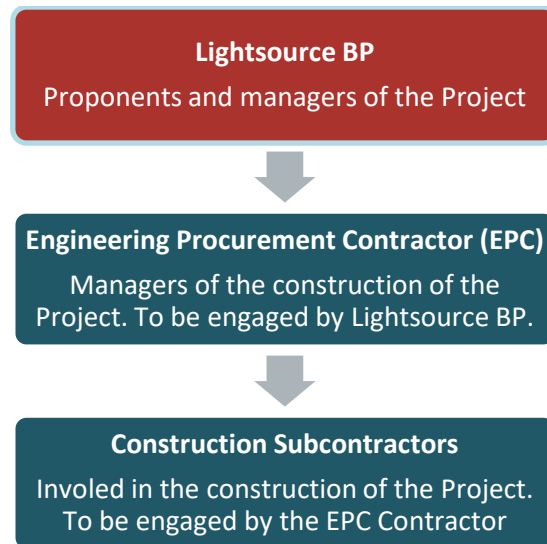 Lightsource BP
Proponents and managers of the Project
Engineering Procurement Contractor (EPC)
Managers of the construction of the
Project. To be engaged by Lightsource BP.
Construction Subcontractors
Involed in the construction of the Project.
To be engaged by the EPC Contractor